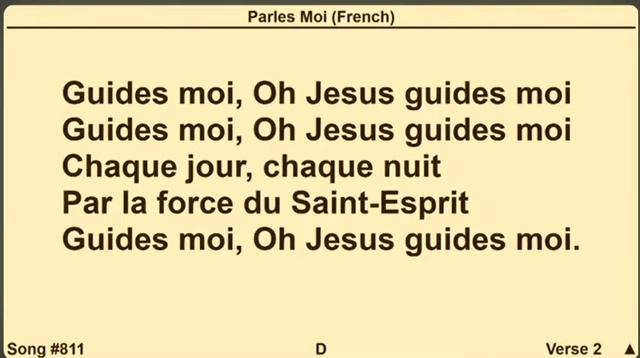 Parles Moi (French)
Guides moi, Oh Jesus guides moi
Guides moi, Oh Jesus guides moi
Chaque jour, chaque nuit
Par la force du Saint-Esprit
Guides moi, Oh Jesus guides moi.
Song #811 D Verse 2 ▲